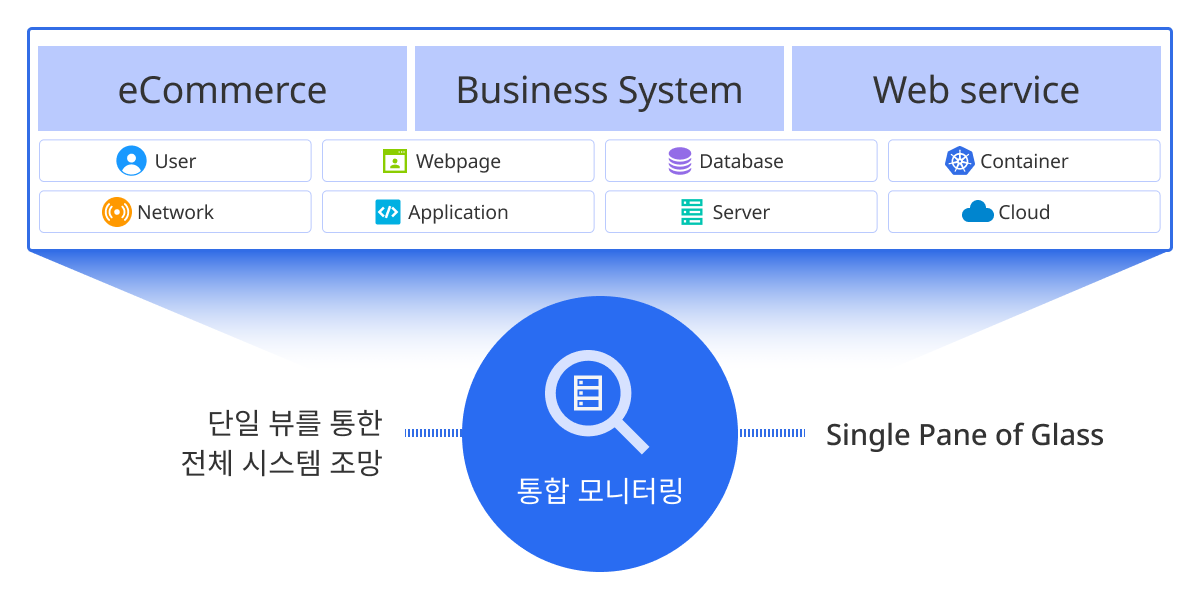 eCommerce
Business System
Web service
User
Webpage
Database
Container
Network
Application
Server
Cloud
단일 뷰를 통한
전체 시스템 조망
통합 모니터링
Single Pane of Glass